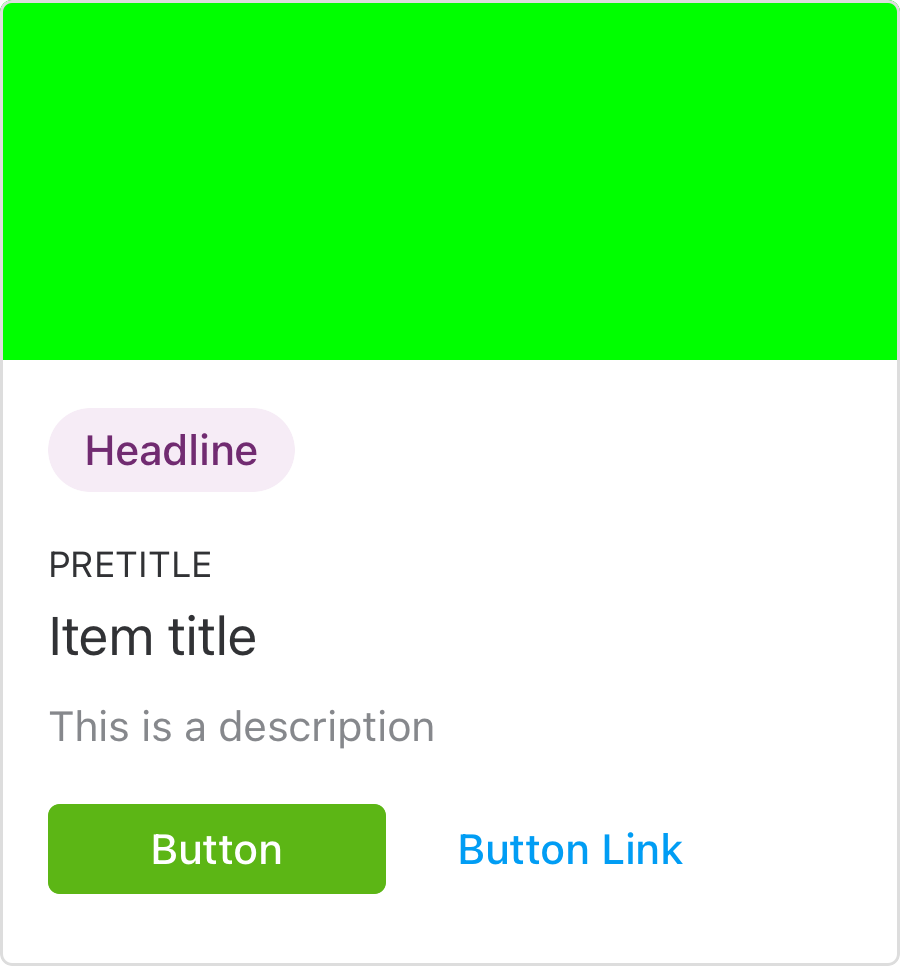 Headline
PRETITLE
Item title
This is a description
Button
Button Link